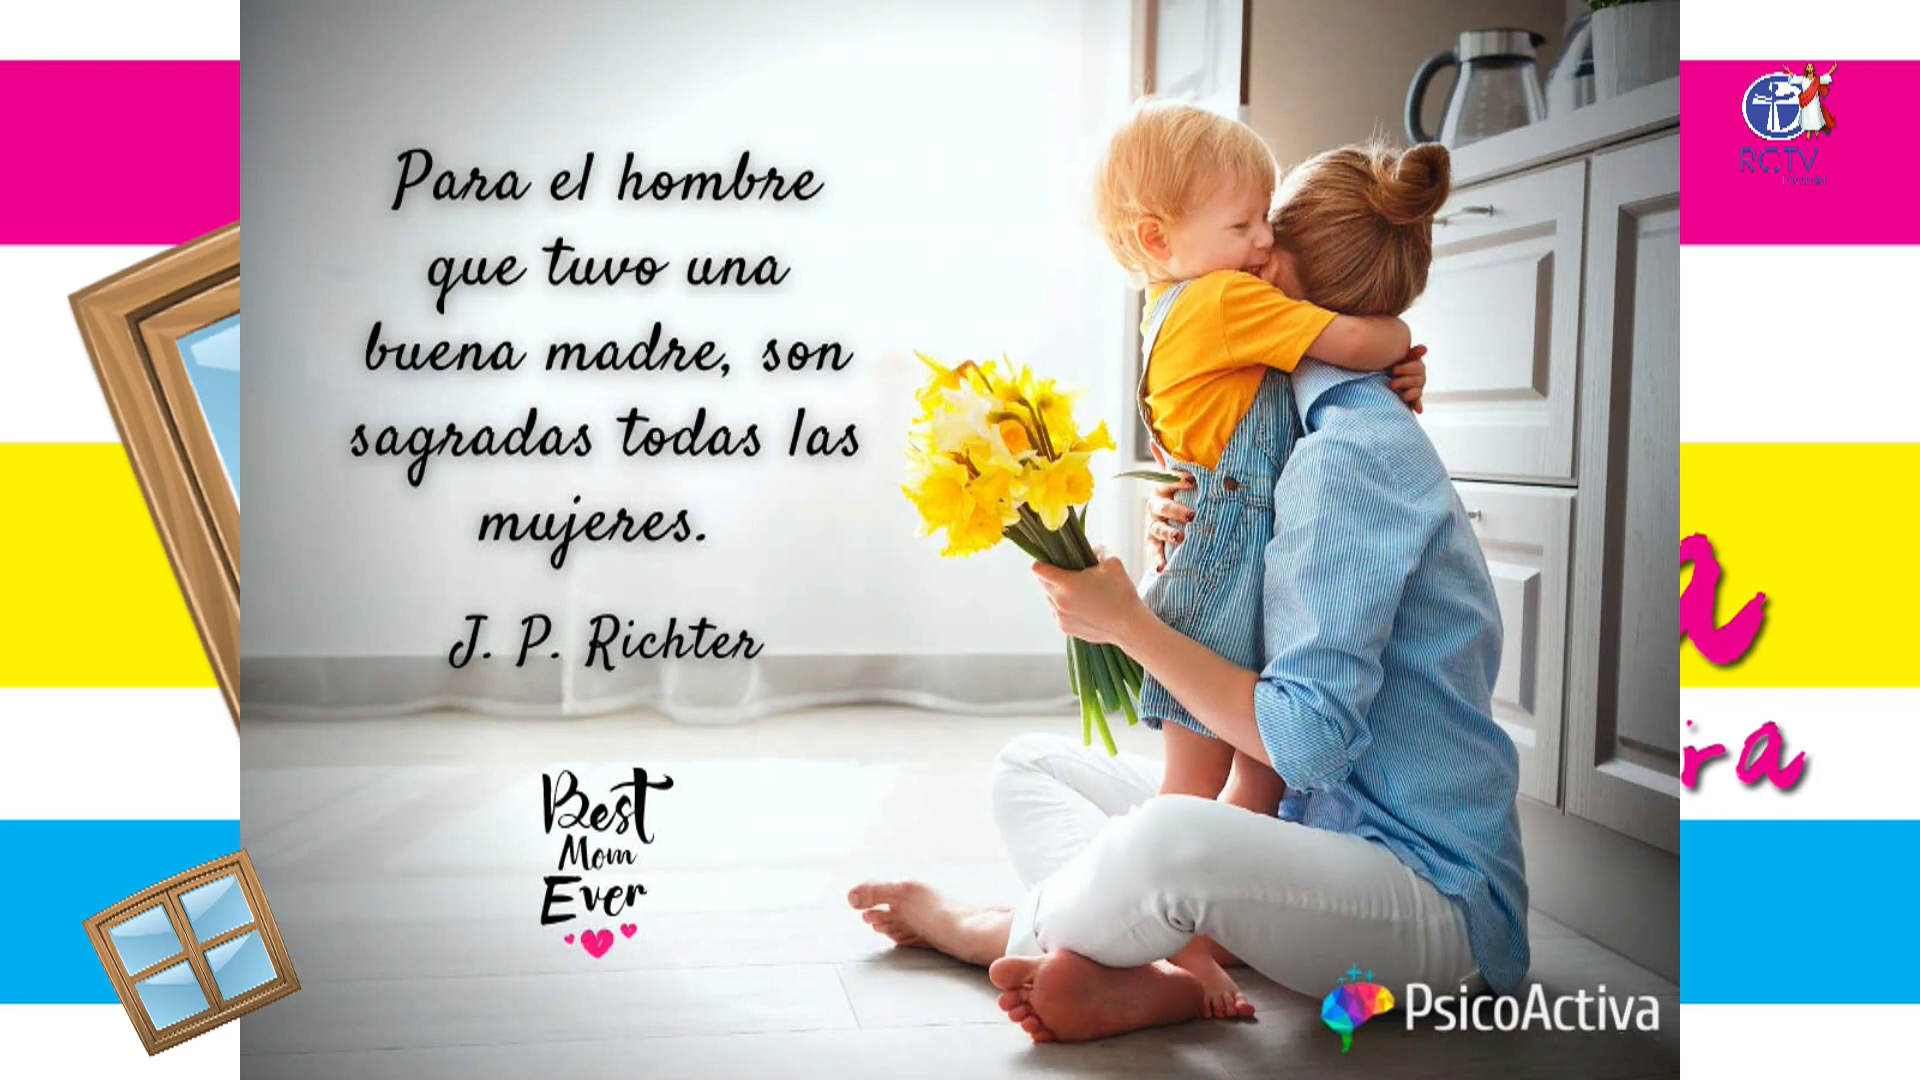 Para el hombre
que tuvo una
buena madre, son
sagradas todas las
mujeres.
J. P. Richter
Best
Mom
Ever
PsicoActiva
RCTV
a
ra